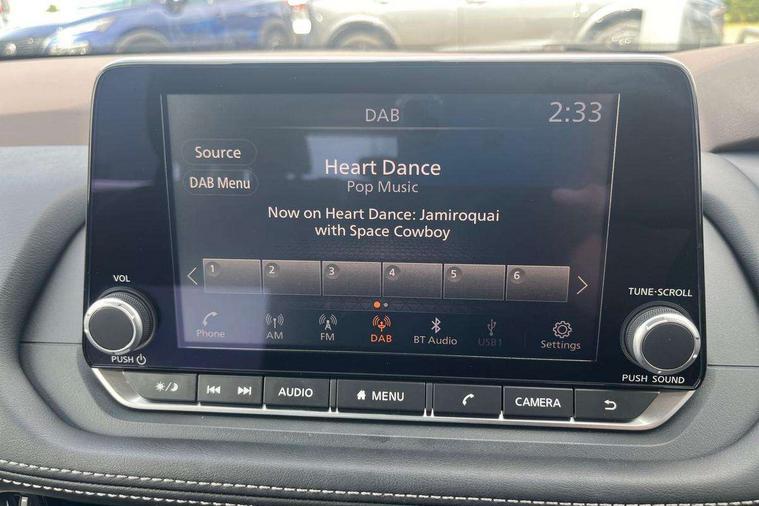 DAB
2:33
Source
DAB Menu
Heart Dance
Pop Music
Now on Heart Dance: Jamiroquai
with Space Cowboy
1 2 3 4 5 6
Phone
AM
FM
DAB
BT Audio
USB1
Settings
VOL
PUSH
TUNE·SCROLL
PUSH SOUND
AUDIO
MENU
CAMERA